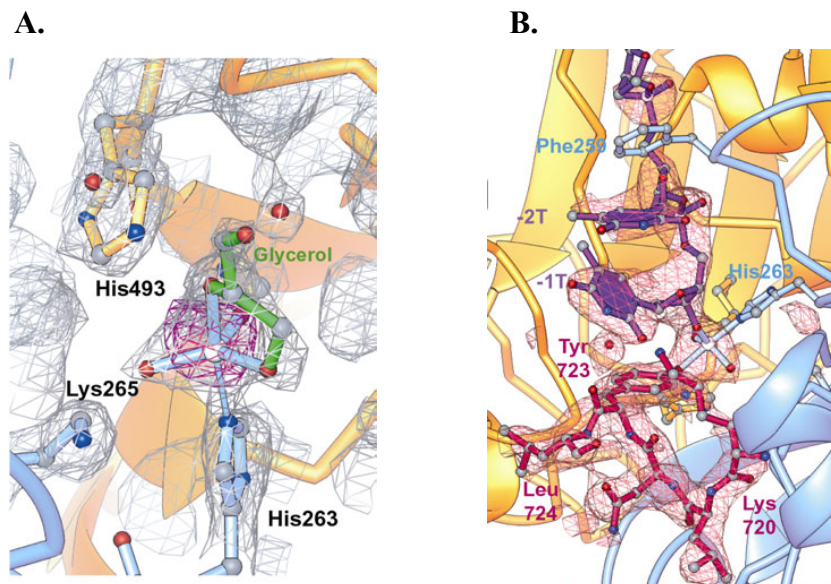 A.
B.
His493
Glycerol
Lys265
His263
Phe259
-2T
His263
-1T
Tyr
723
Leu
724
Lys
720